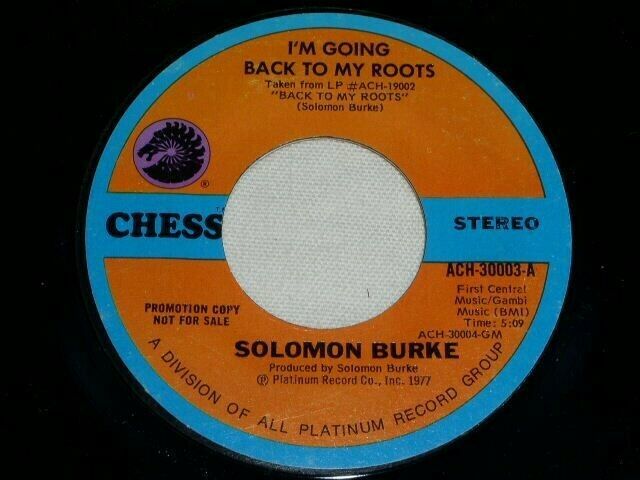 I'M GOING
BACK TO MY ROOTS
Taken from LP #ACH-19002
"BACK TO MY ROOTS"
(Solomon Burke)
®
CHESS
STEREO
ACH-30003-A
First Central
Music/Gambi
Music (BMI)
Time: 5:09
ACH-30004-GM
PROMOTION COPY
NOT FOR SALE
SOLOMON BURKE
Produced by Solomon Burke
℗ Platinum Record Co., Inc. 1977
A DIVISION OF ALL PLATINUM RECORD GROUP